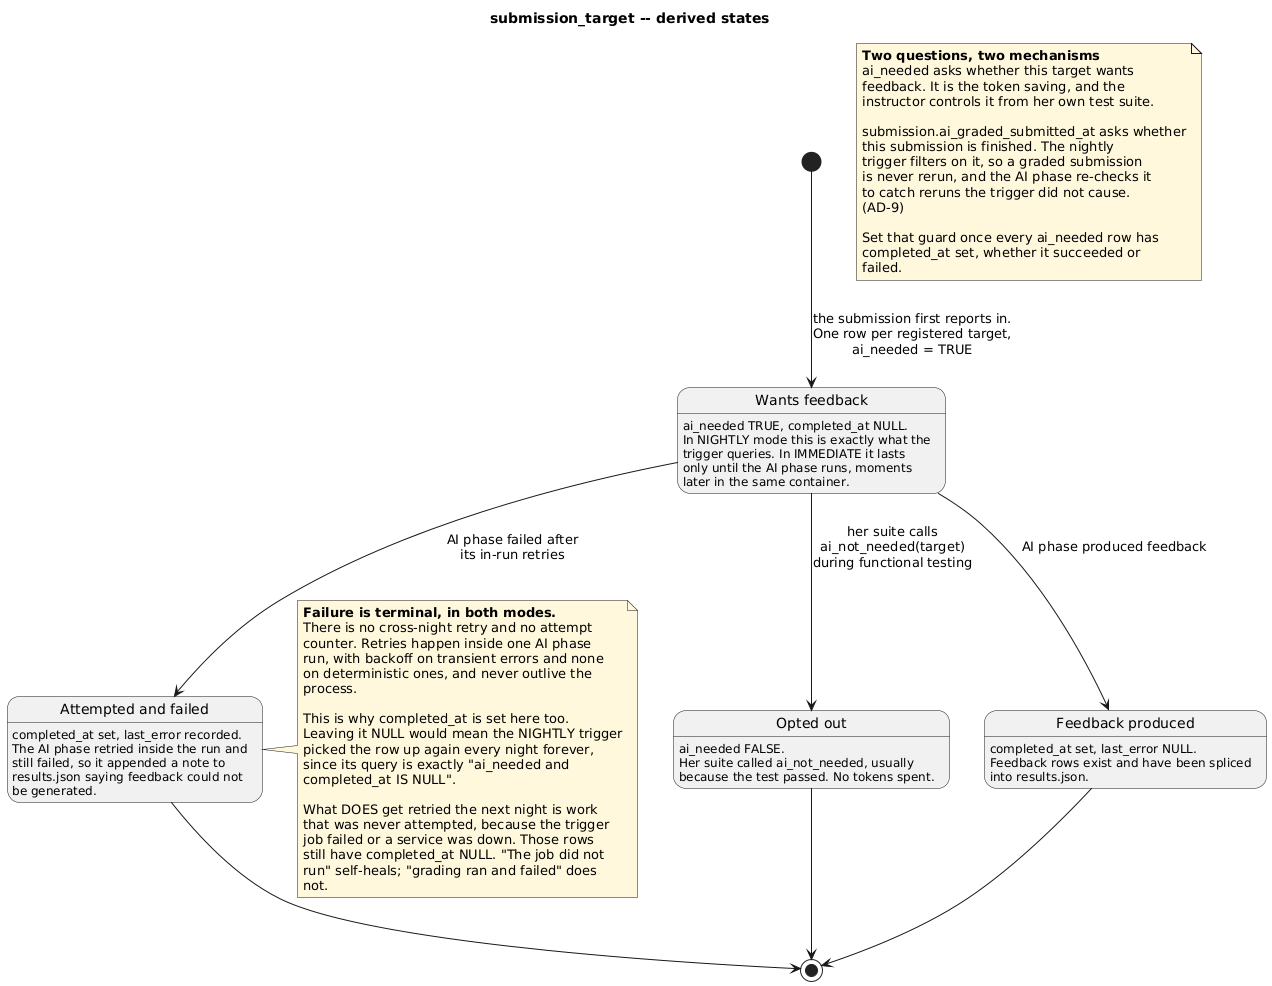 submission_target -- derived states
Two questions, two mechanisms
ai_needed asks whether this target wants
feedback. It is the token saving, and the
instructor controls it from her own test suite.
submission.ai_graded_submitted_at asks whether
this submission is finished. The nightly
trigger filters on it, so a graded submission
is never rerun, and the AI phase re-checks it
to catch reruns the trigger did not cause.
(AD-9)
Set that guard once every ai_needed row has
completed_at set, whether it succeeded or
failed.
the submission first reports in.
One row per registered target,
ai_needed = TRUE
Wants feedback
ai_needed TRUE, completed_at NULL.
In NIGHTLY mode this is exactly what the
trigger queries. In IMMEDIATE it lasts
only until the AI phase runs, moments
later in the same container.
AI phase failed after
its in-run retries
her suite calls
ai_not_needed(target)
during functional testing
AI phase produced feedback
Attempted and failed
completed_at set, last_error recorded.
The AI phase retried inside the run and
still failed, so it appended a note to
results.json saying feedback could not
be generated.
Failure is terminal, in both modes.
There is no cross-night retry and no attempt
counter. Retries happen inside one AI phase
run, with backoff on transient errors and none
on deterministic ones, and never outlive the
process.
This is why completed_at is set here too.
Leaving it NULL would mean the NIGHTLY trigger
picked the row up again every night forever,
since its query is exactly "ai_needed and
completed_at IS NULL".
What DOES get retried the next night is work
that was never attempted, because the trigger
job failed or a service was down. Those rows
still have completed_at NULL. "The job did not
run" self-heals; "grading ran and failed" does
not.
Opted out
ai_needed FALSE.
Her suite called ai_not_needed, usually
because the test passed. No tokens spent.
Feedback produced
completed_at set, last_error NULL.
Feedback rows exist and have been spliced
into results.json.